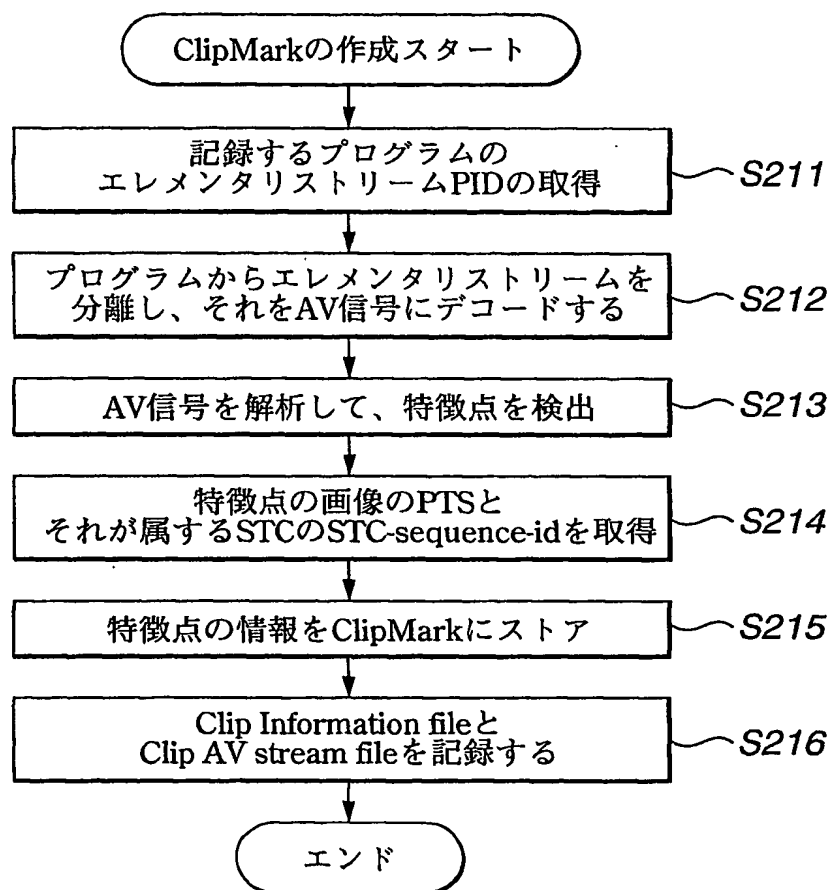 ClipMarkの作成スタート
記録するプログラムの
エレメンタリストリームPIDの取得
S211
プログラムからエレメンタリストリームを
分離し、それをAV信号にデコードする
S212
AV信号を解析して、特徴点を検出
S213
特徴点の画像のPTSと
それが属するSTCのSTC-sequence-idを取得
S214
特徴点の情報をClipMarkにストア
S215
Clip Information fileと
Clip AV stream fileを記録する
S216
エンド